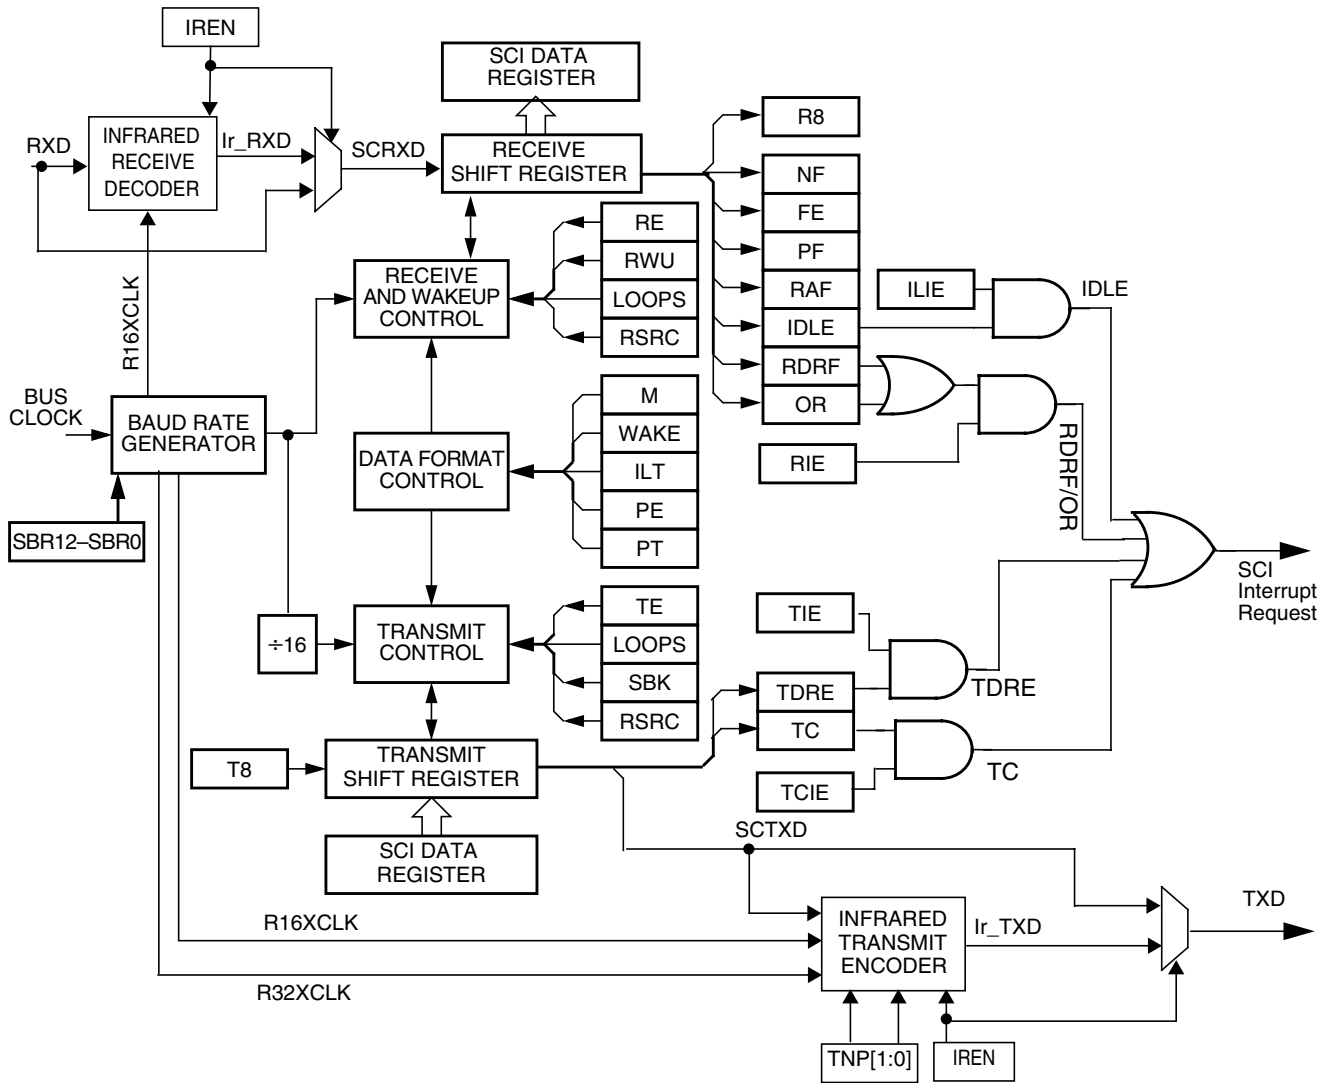 IREN
SCI DATA
REGISTER
RXD
INFRARED
RECEIVE
DECODER
Ir_RXD
SCRXD
RECEIVE
SHIFT REGISTER
R8
NF
FE
PF
RAF
IDLE
RDRF
OR
RE
RWU
LOOPS
RSRC
RECEIVE
AND WAKEUP
CONTROL
ILIE
IDLE
R16XCLK
BUS
CLOCK
BAUD RATE
GENERATOR
SBR12–SBR0
DATA FORMAT
CONTROL
M
WAKE
ILT
PE
PT
RIE
RDRF/OR
SCI
Interrupt
Request
÷16
TRANSMIT
CONTROL
TE
LOOPS
SBK
RSRC
TIE
TDRE
TC
TCIE
TDRE
TC
T8
TRANSMIT
SHIFT REGISTER
SCI DATA
REGISTER
SCTXD
R16XCLK
R32XCLK
INFRARED
TRANSMIT
ENCODER
Ir_TXD
TXD
TNP[1:0]
IREN